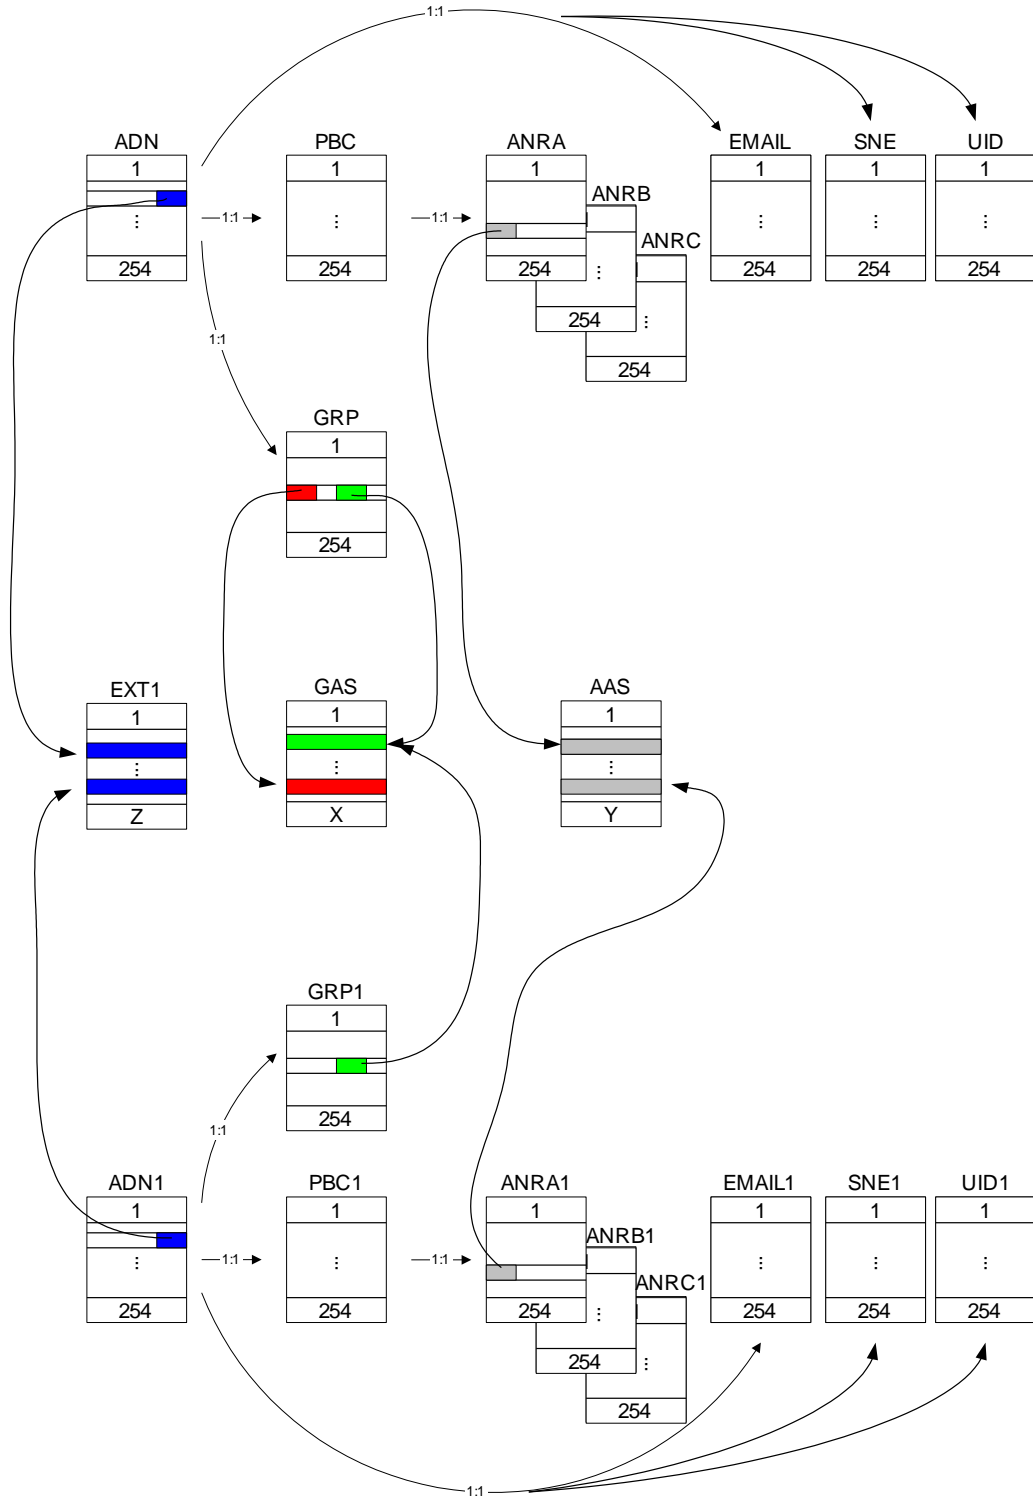 1:1
ADN PBC ANRA EMAIL SNE UID
1 1 1 1 1 1
ANRB
⋮ 1:1 ⋮ 1:1 ⋮ ⋮ ⋮
ANRC
254 254 254 ⋮ 254 254 254
254 ⋮
1:1
254
GRP
1
254
EXT1 GAS AAS
1 1 1
⋮ ⋮ ⋮
Z X Y
GRP1
1
254
1:1
ADN1 PBC1 ANRA1 EMAIL1 SNE1 UID1
1 1 1 1 1 1
ANRB1
⋮ 1:1 ⋮ 1:1 ⋮ ⋮ ⋮
ANRC1
254 254 254 ⋮ 254 254 254
254 ⋮
254
1:1